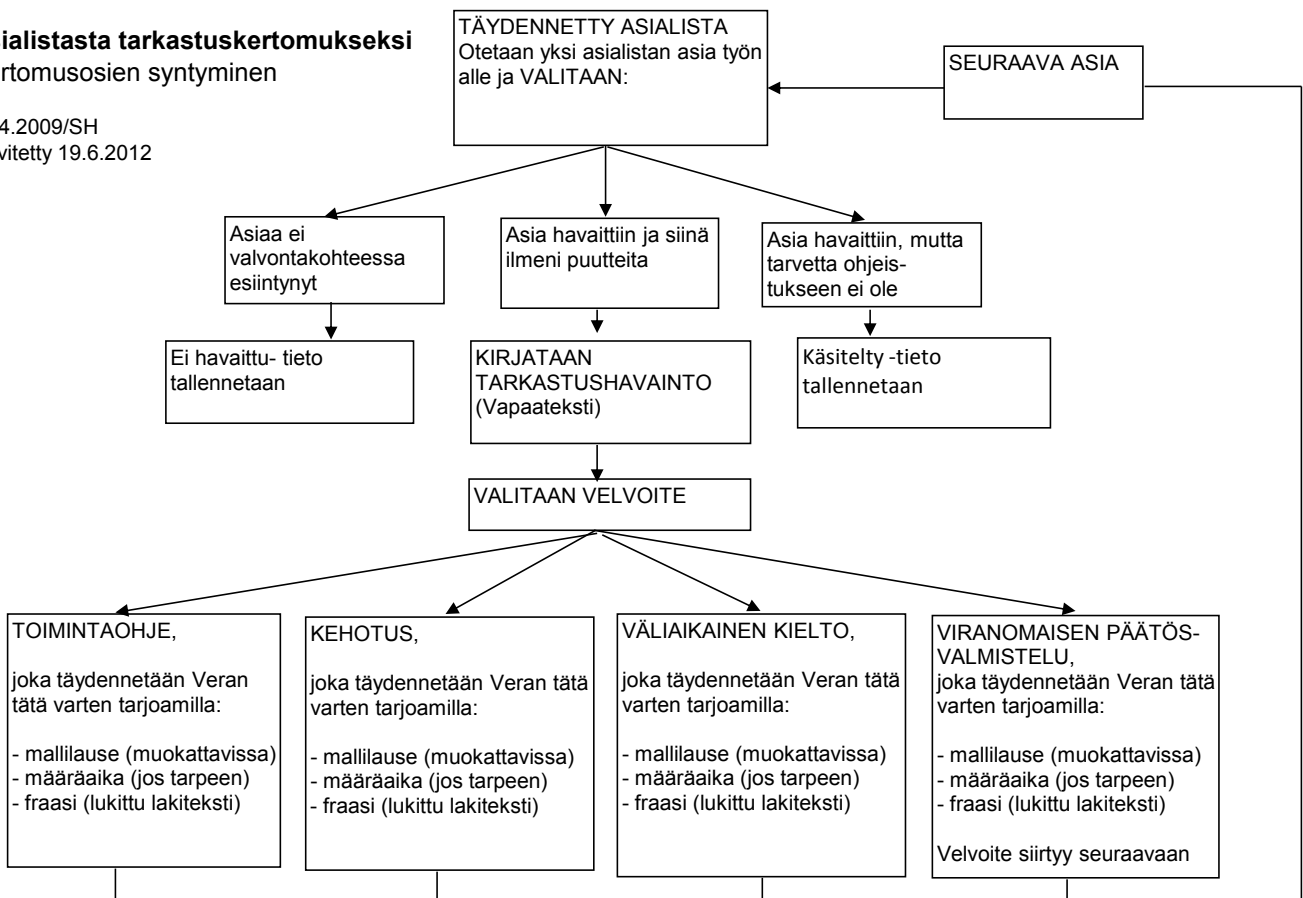 sialistasta tarkastuskertomukseksi
rtomusosien syntyminen
4.2009/SH
vitetty 19.6.2012
TÄYDENNETTY ASIALISTA
Otetaan yksi asialistan asia työn
alle ja VALITAAN:
SEURAAVA ASIA
Asiaa ei
valvontakohteessa
esiintynyt
Asia havaittiin ja siinä
ilmeni puutteita
Asia havaittiin, mutta
tarvetta ohjeis-
tukseen ei ole
Ei havaittu- tieto
tallennetaan
KIRJATAAN
TARKASTUSHAVAINTO
(Vapaateksti)
Käsitelty -tieto
tallennetaan
VALITAAN VELVOITE
TOIMINTAOHJE,
joka täydennetään Veran
tätä varten tarjoamilla:
- mallilause (muokattavissa)
- määräaika (jos tarpeen)
- fraasi (lukittu lakiteksti)
KEHOTUS,
joka täydennetään Veran tätä
varten tarjoamilla:
- mallilause (muokattavissa)
- määräaika (jos tarpeen)
- fraasi (lukittu lakiteksti)
VÄLIAIKAINEN KIELTO,
joka täydennetään Veran tätä
varten tarjoamilla:
- mallilause (muokattavissa)
- määräaika (jos tarpeen)
- fraasi (lukittu lakiteksti)
VIRANOMAISEN PÄÄTÖS-
VALMISTELU,
joka täydennetään Veran tätä
varten tarjoamilla:
- mallilause (muokattavissa)
- määräaika (jos tarpeen)
- fraasi (lukittu lakiteksti)
Velvoite siirtyy seuraavaan